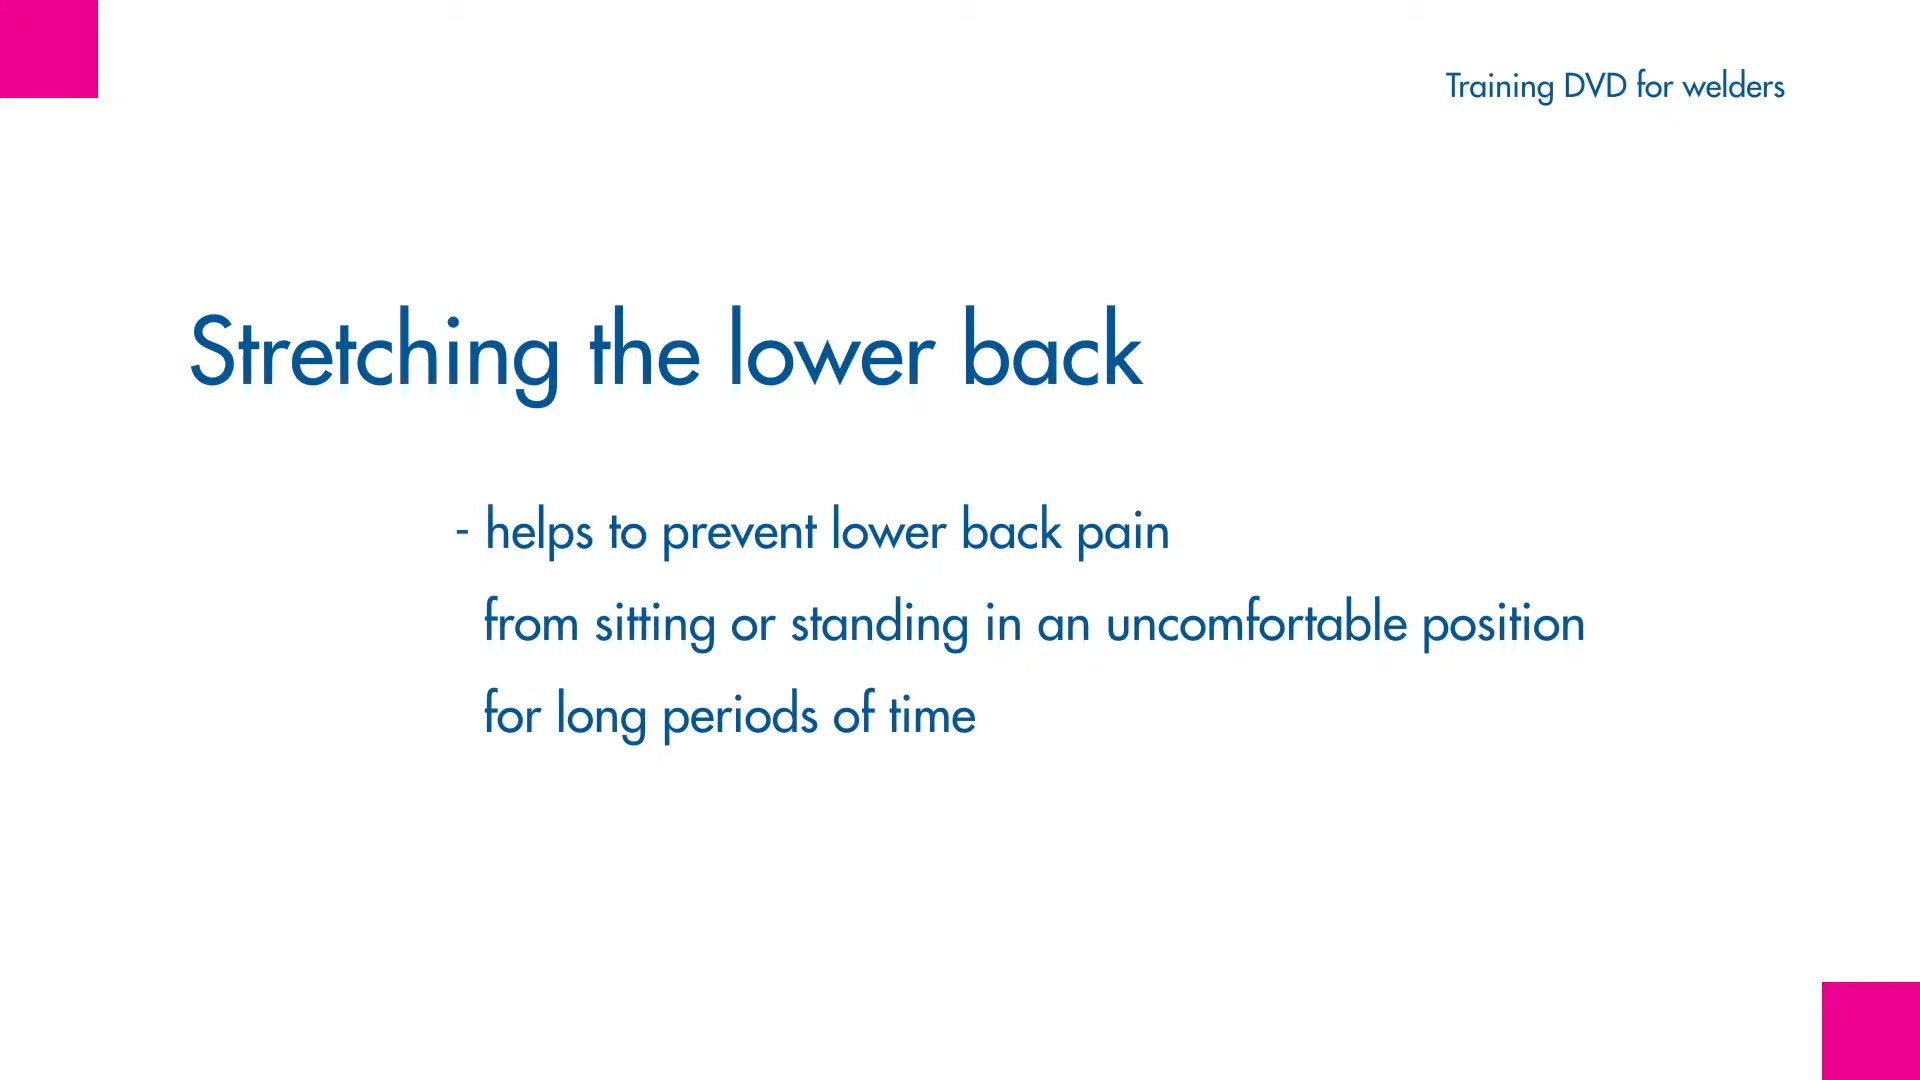 Training DVD for welders
Stretching the lower back
- helps to prevent lower back pain
from sitting or standing in an uncomfortable position
for long periods of time